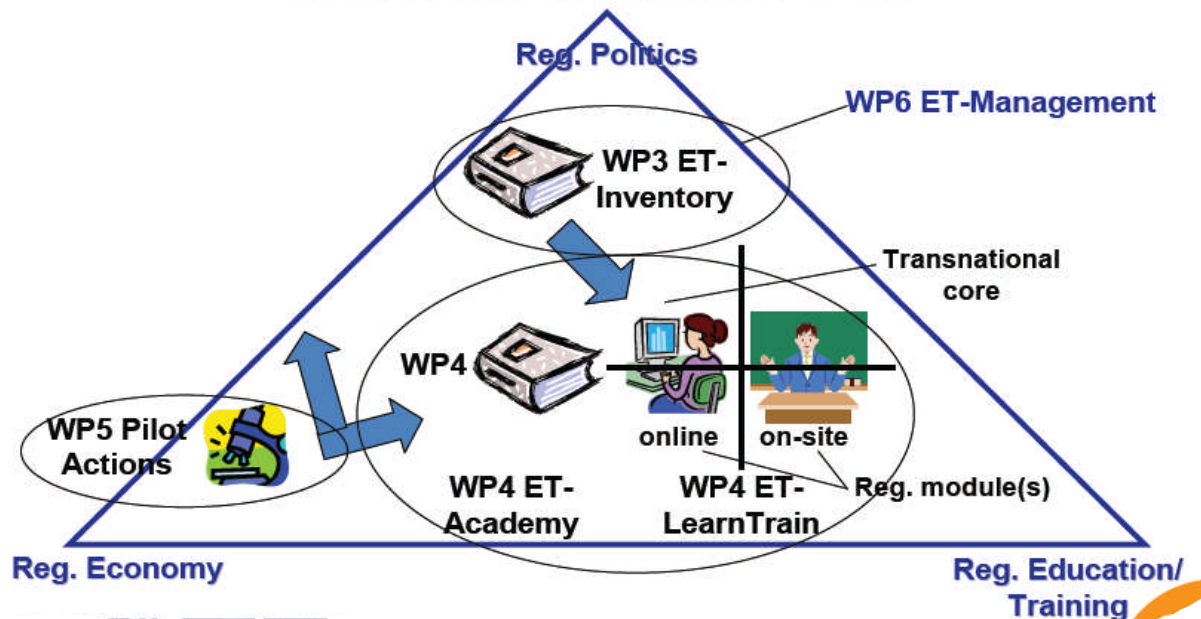 Reg. Politics
WP6 ET-Management
WP3 ET-
Inventory
Transnational
core
WP4
WP5 Pilot
Actions
online
on-site
WP4 ET-
Academy
WP4 ET-
LearnTrain
Reg. module(s)
Reg. Economy
Reg. Education/
Training